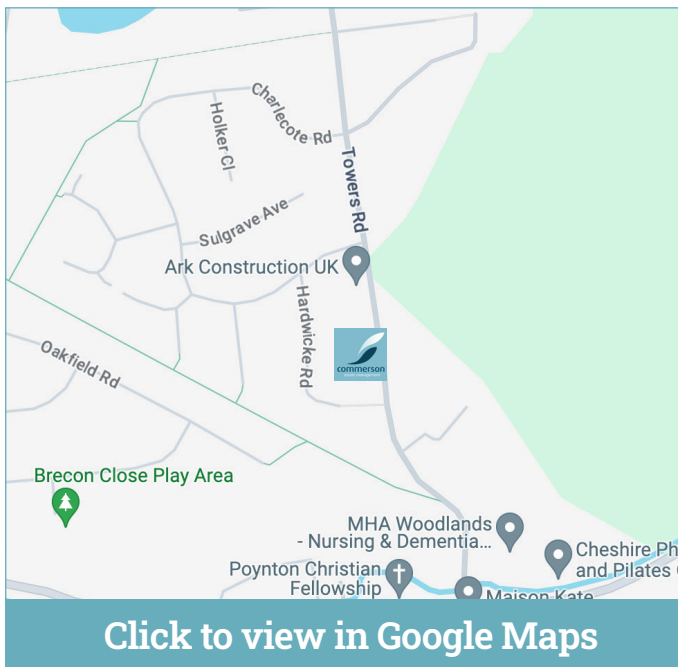 Charlecote Rd
Holker Cl
Towers Rd
Sulgrave Ave
Ark Construction UK
Hardwicke Rd
commerson
Oakfield Rd
Brecon Close Play Area
MHA Woodlands
- Nursing & Dementia...
Cheshire Ph
and Pilates
Poynton Christian
Fellowship
Maison Kate
Click to view in Google Maps